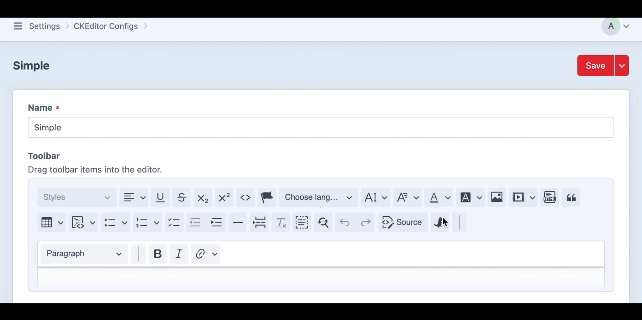 Settings > CKEditor Configs >
A
Simple
Save
Name
Simple
Toolbar
Drag toolbar items into the editor.
Styles
Choose lang...
Source
Paragraph
B I